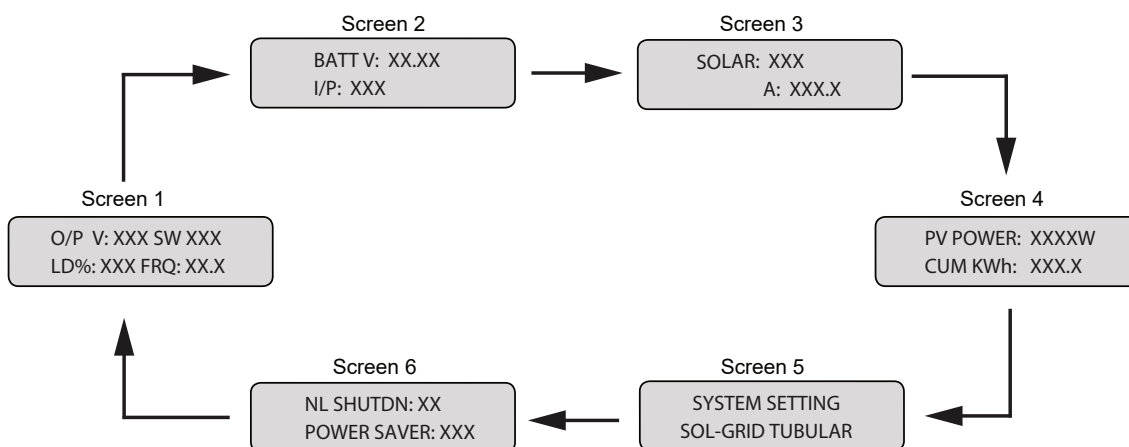 Screen 1
O/P V: XXX SW XXX
LD%: XXX FRQ: XX.X
Screen 2
BATT V: XX.XX
I/P: XXX
Screen 3
SOLAR: XXX
A: XXX.X
Screen 4
PV POWER: XXXXW
CUM KWh: XXX.X
Screen 5
SYSTEM SETTING
SOL-GRID TUBULAR
Screen 6
NL SHUTDN: XX
POWER SAVER: XXX